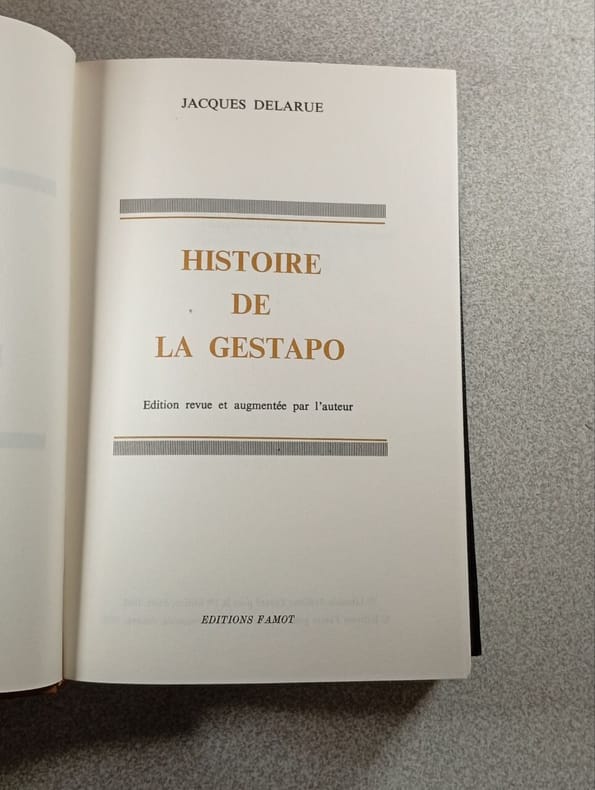 JACQUES DELARUE
HISTOIRE
DE
LA GESTAPO
Edition revue et augmentée par l'auteur
EDITIONS FAMOT